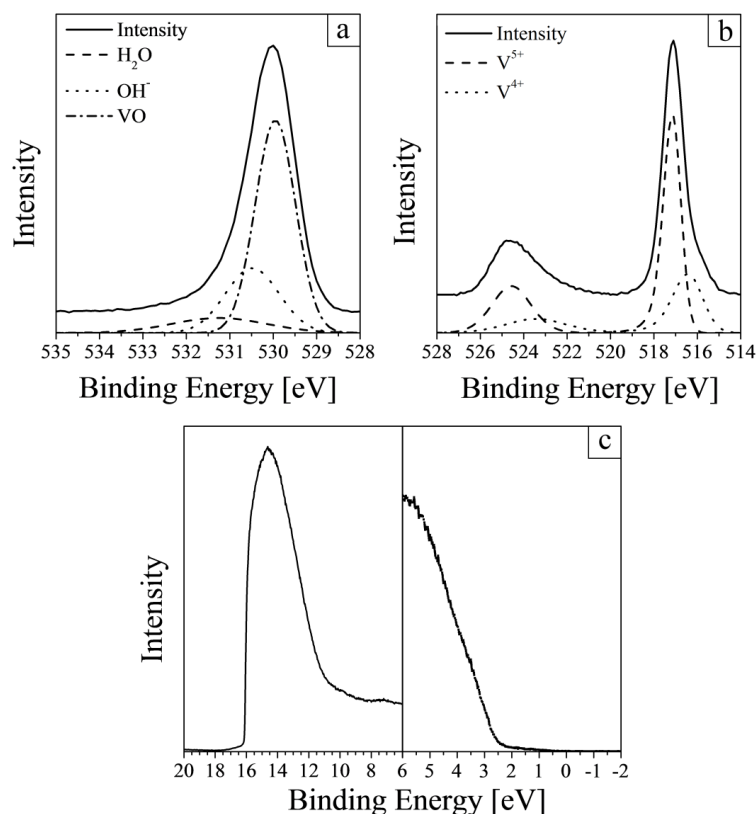 a
Intensity
H₂O
OH⁻
VO
Intensity
535 534 533 532 531 530 529 528
Binding Energy [eV]
b
Intensity
V⁵⁺
V⁴⁺
Intensity
528 526 524 522 520 518 516 514
Binding Energy [eV]
c
Intensity
20 18 16 14 12 10 8 6 5 4 3 2 1 0 -1 -2
Binding Energy [eV]